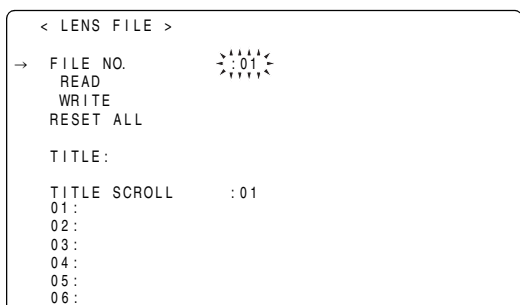 < LENS FILE >
→ FILE NO. :01
READ
WRITE
RESET ALL
TITLE:
TITLE SCROLL :01
01:
02:
03:
04:
05:
06: